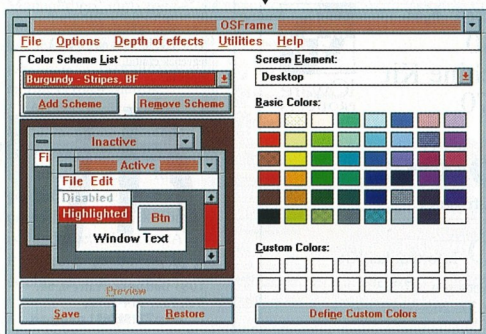 OSFrame
File Options Depth of effects Utilities Help
Color Scheme List
Burgundy - Stripes, BF
Add Scheme Remove Scheme
Inactive
Fi
Active
File Edit
Disabled
Highlighted
Btn
Window Text
Preview
Save Restore
Screen Element:
Desktop
Basic Colors:
Custom Colors:
Define Custom Colors